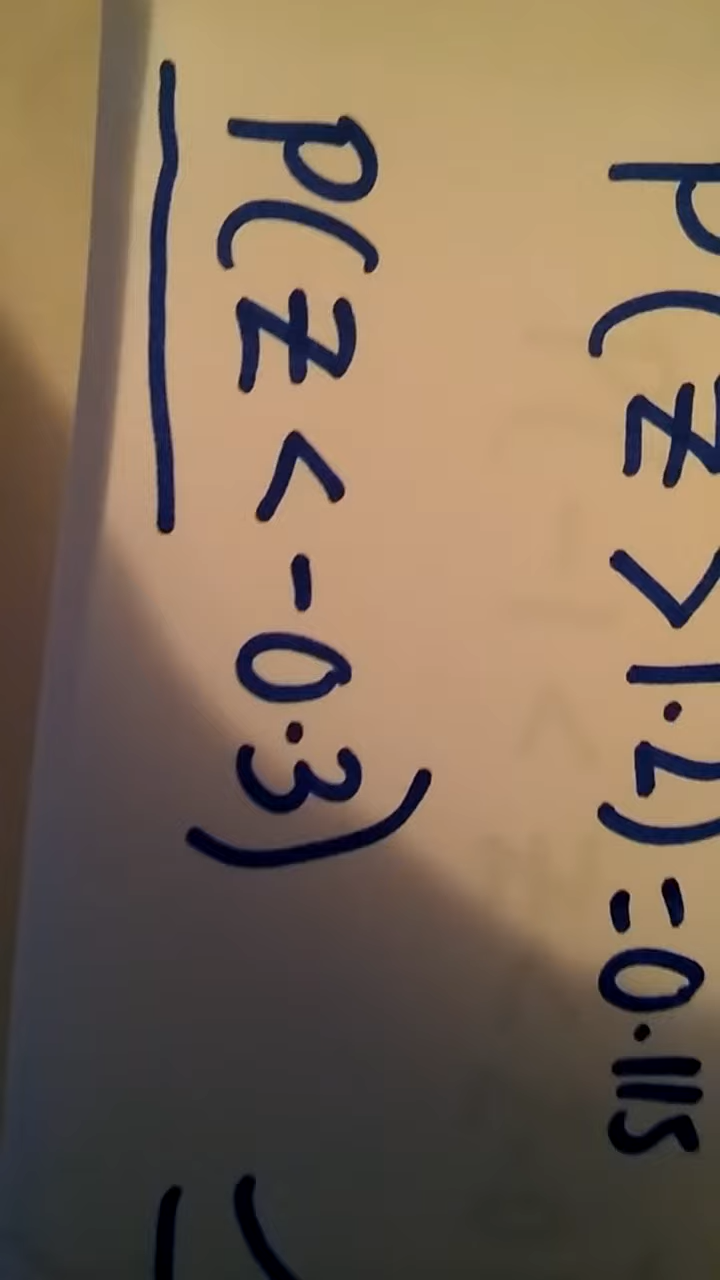 P(Z > 1.2) = 0.115
P(Z < -0.3)